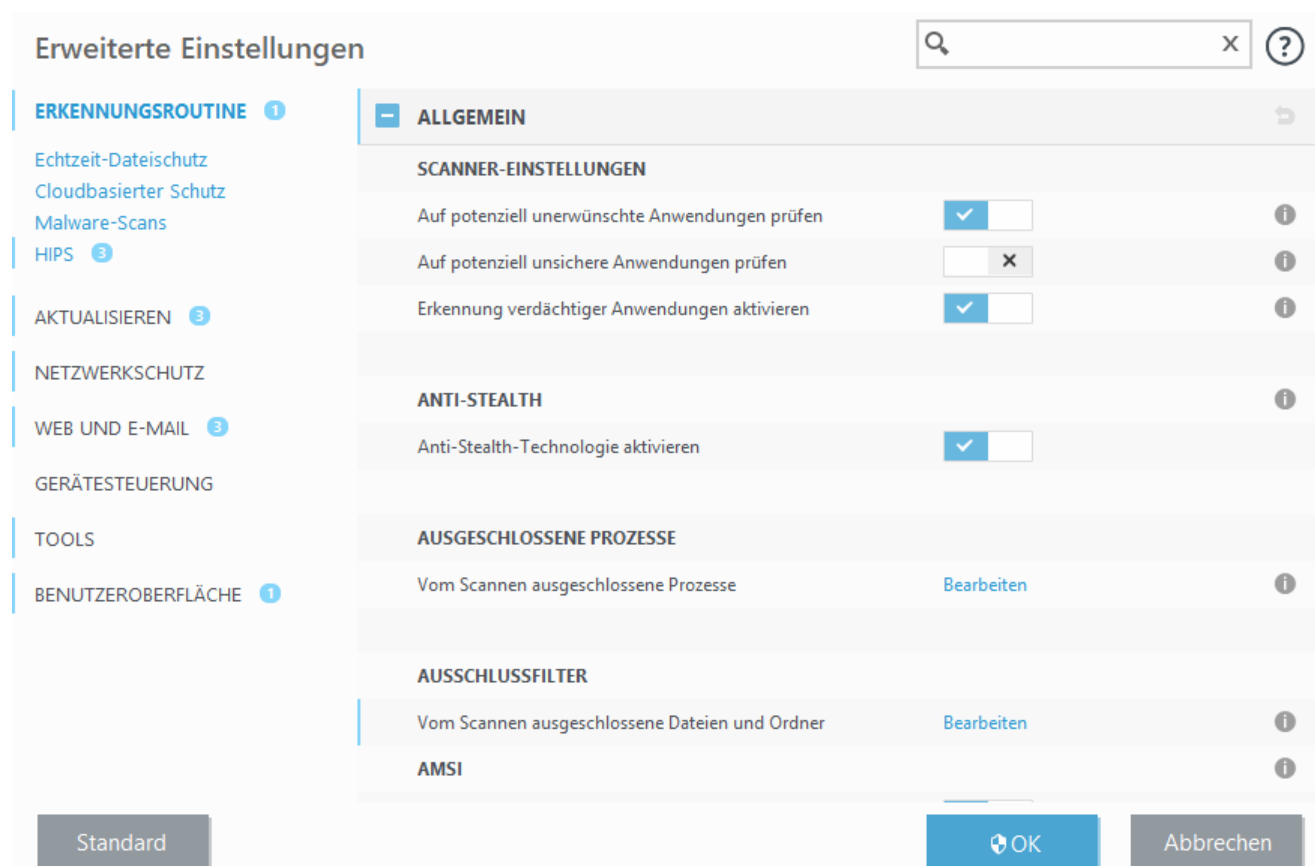 Erweiterte Einstellungen
X
?
ERKENNUNGSROUTINE 1
Echtzeit-Dateischutz
Cloudbasierter Schutz
Malware-Scans
HIPS 3
AKTUALISIEREN 3
NETZWERKSCHUTZ
WEB UND E-MAIL 3
GERÄTESTEUERUNG
TOOLS
BENUTZEROBERFLÄCHE 1
ALLGEMEIN
SCANNER-EINSTELLUNGEN
Auf potenziell unerwünschte Anwendungen prüfen
Auf potenziell unsichere Anwendungen prüfen
Erkennung verdächtiger Anwendungen aktivieren
ANTI-STEALTH
Anti-Stealth-Technologie aktivieren
AUSGESCHLOSSENE PROZESSE
Vom Scannen ausgeschlossene Prozesse Bearbeiten
AUSSCHLUSSFILTER
Vom Scannen ausgeschlossene Dateien und Ordner Bearbeiten
AMSI
Standard
OK
Abbrechen